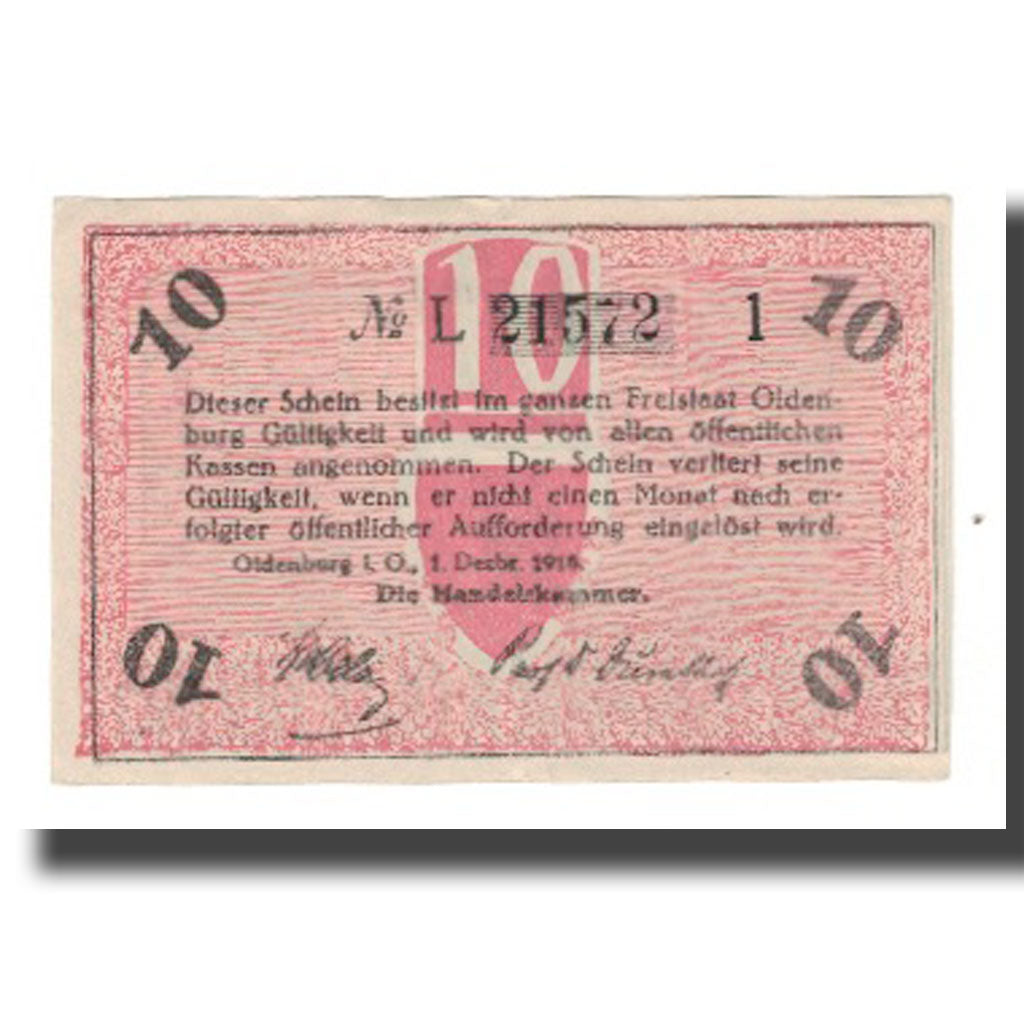 10
10 10
№ L 21572 1
Dieser Schein besitzt im ganzen Freistaat Olden-
burg Gültigkeit und wird von allen öffentlichen
Kassen angenommen. Der Schein verliert seine
Gültigkeit, wenn er nicht einen Monat nach er-
folgter öffentlicher Aufforderung eingelöst wird.
Oldenburg i. O., 1. Dezbr. 1918.
Die Handelskammer.
10 10